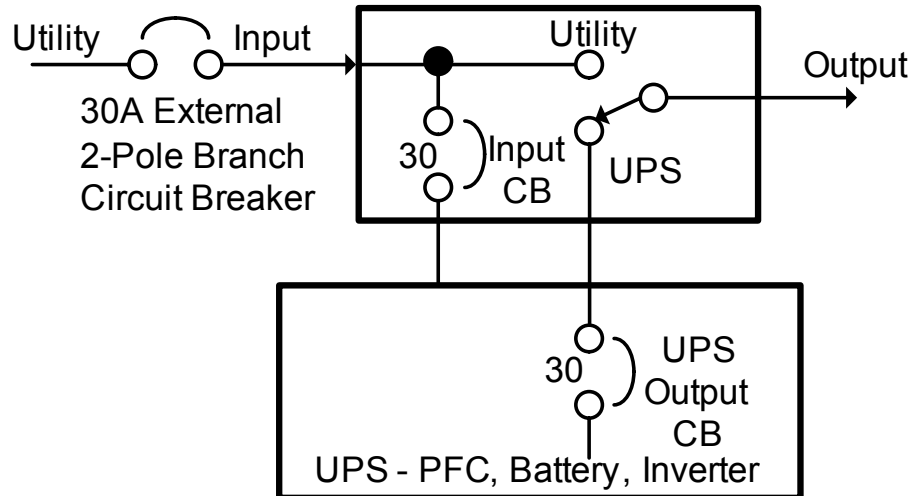 Utility
Input
30A External
2-Pole Branch
Circuit Breaker
Utility
Output
30
Input
CB
UPS
30
UPS
Output
CB
UPS - PFC, Battery, Inverter